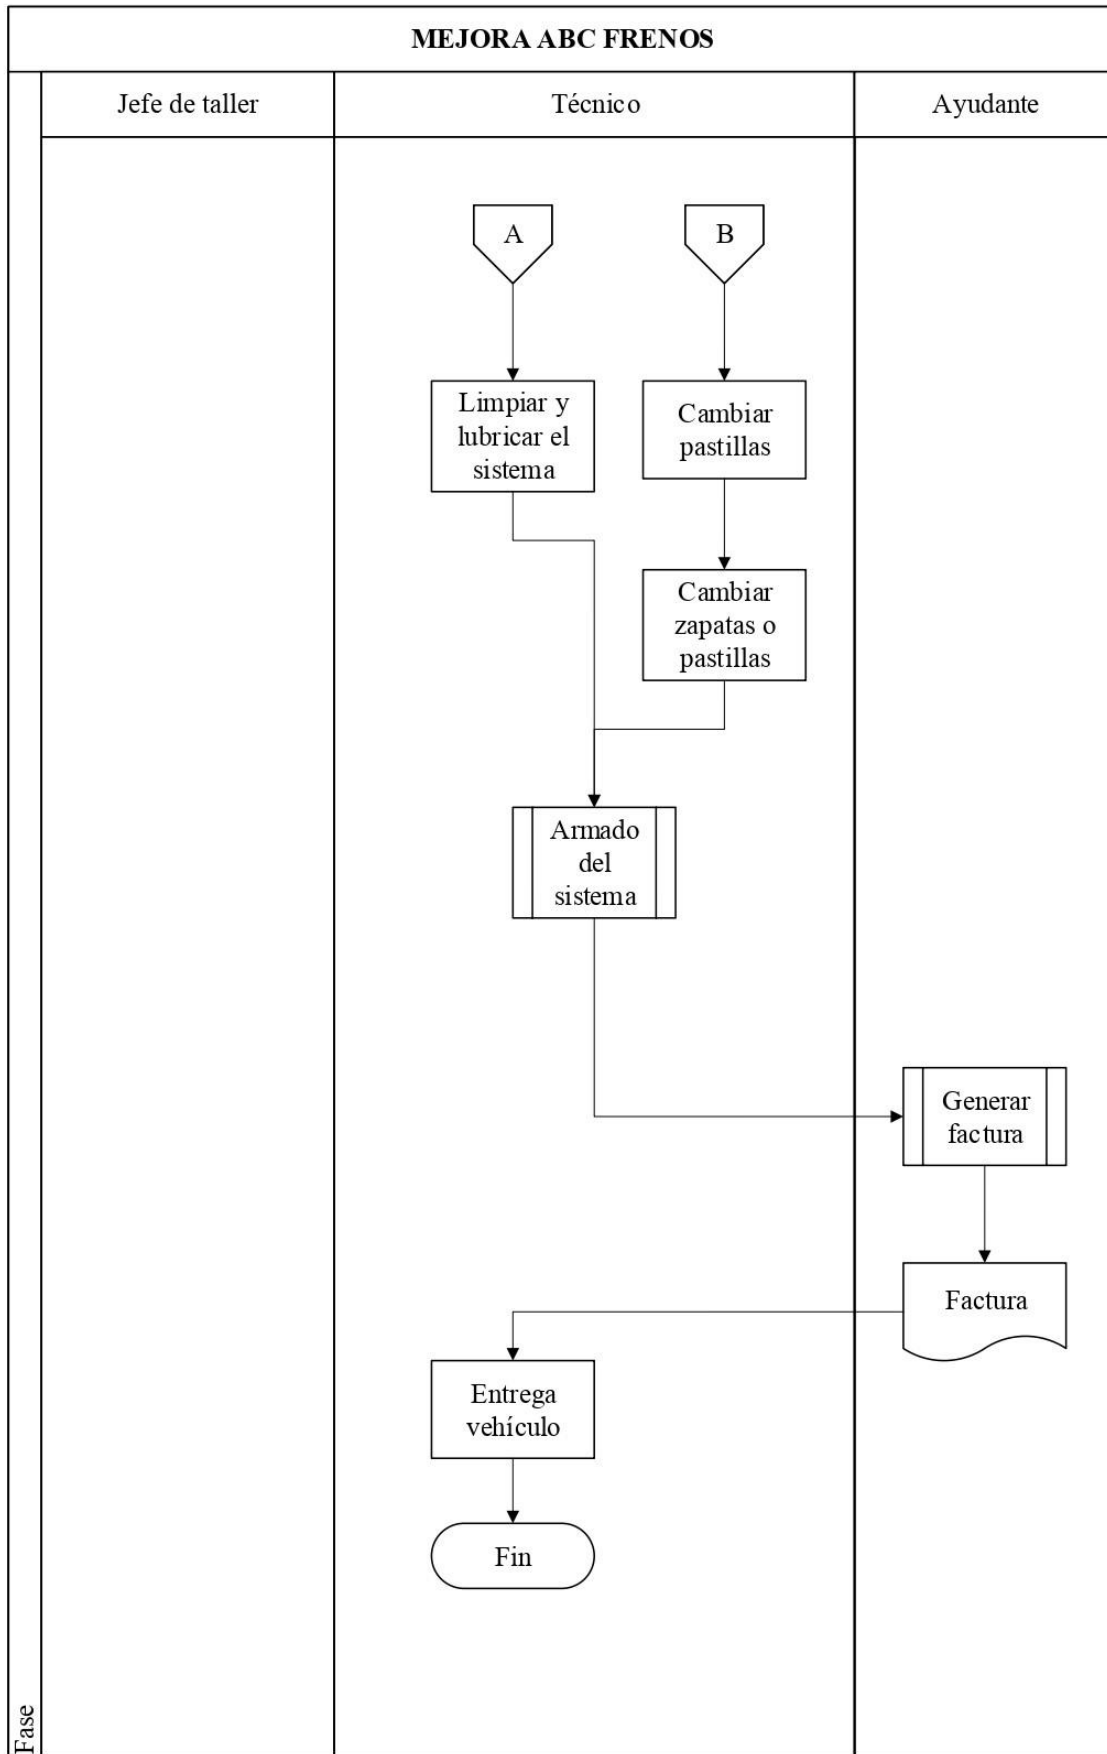 MEJORA ABC FRENOS
Jefe de taller
Técnico
Ayudante
A
B
Limpiar y
lubricar el
sistema
Cambiar
pastillas
Cambiar
zapatas o
pastillas
Armado
del
sistema
Generar
factura
Factura
Entrega
vehículo
Fin
Fase